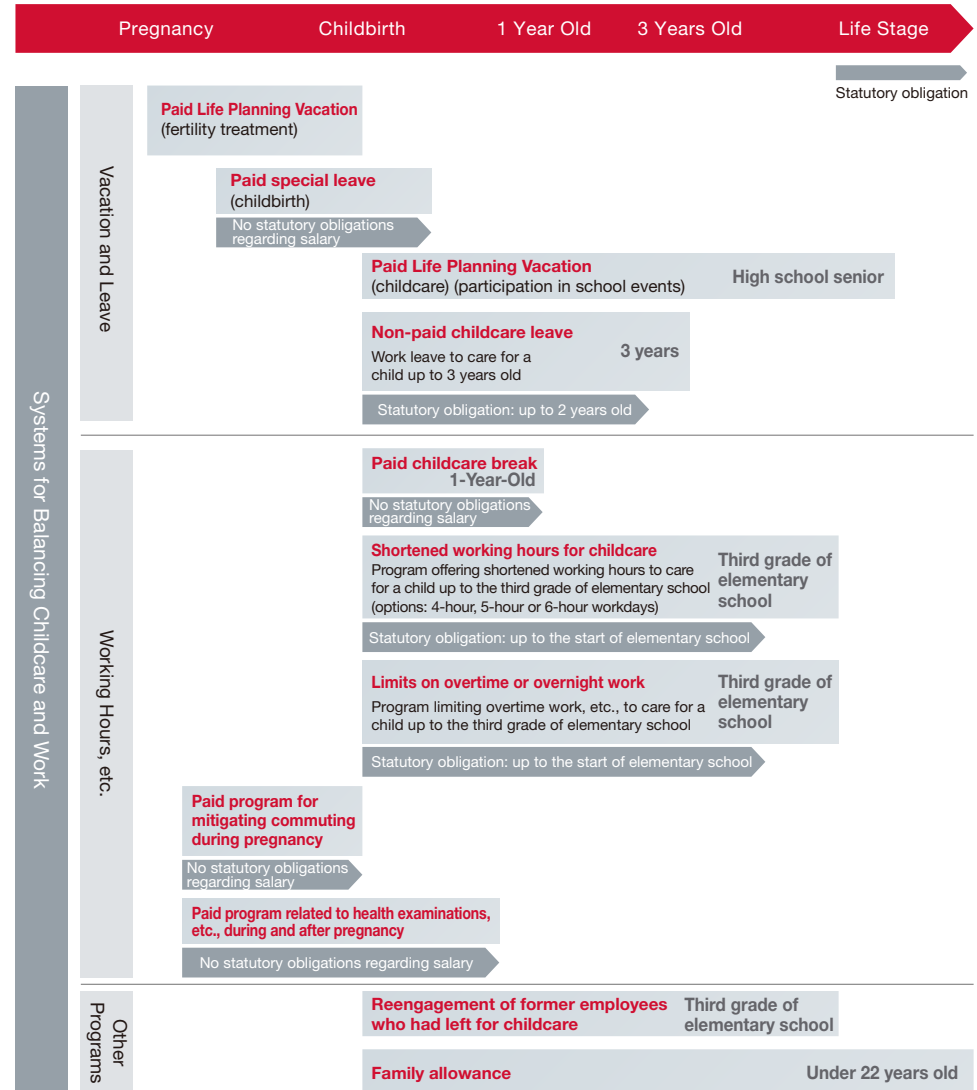 Pregnancy
Childbirth
1 Year Old
3 Years Old
Life Stage
Statutory obligation
Systems for Balancing Childcare and Work
Vacation and Leave
Paid Life Planning Vacation
(fertility treatment)
Paid special leave
(childbirth)
No statutory obligations
regarding salary
Paid Life Planning Vacation
(childcare) (participation in school events)
High school senior
Non-paid childcare leave
Work leave to care for a
child up to 3 years old
3 years
Statutory obligation: up to 2 years old
Working Hours, etc.
Paid childcare break
1-Year-Old
No statutory obligations
regarding salary
Shortened working hours for childcare
Program offering shortened working hours to care
for a child up to the third grade of elementary school
(options: 4-hour, 5-hour or 6-hour workdays)
Third grade of
elementary
school
Statutory obligation: up to the start of elementary school
Limits on overtime or overnight work
Program limiting overtime work, etc., to care for a
child up to the third grade of elementary school
Third grade of
elementary
school
Statutory obligation: up to the start of elementary school
Paid program for
mitigating commuting
during pregnancy
No statutory obligations
regarding salary
Paid program related to health examinations,
etc., during and after pregnancy
No statutory obligations regarding salary
Other
Programs
Reengagement of former employees
who had left for childcare
Third grade of
elementary school
Family allowance
Under 22 years old